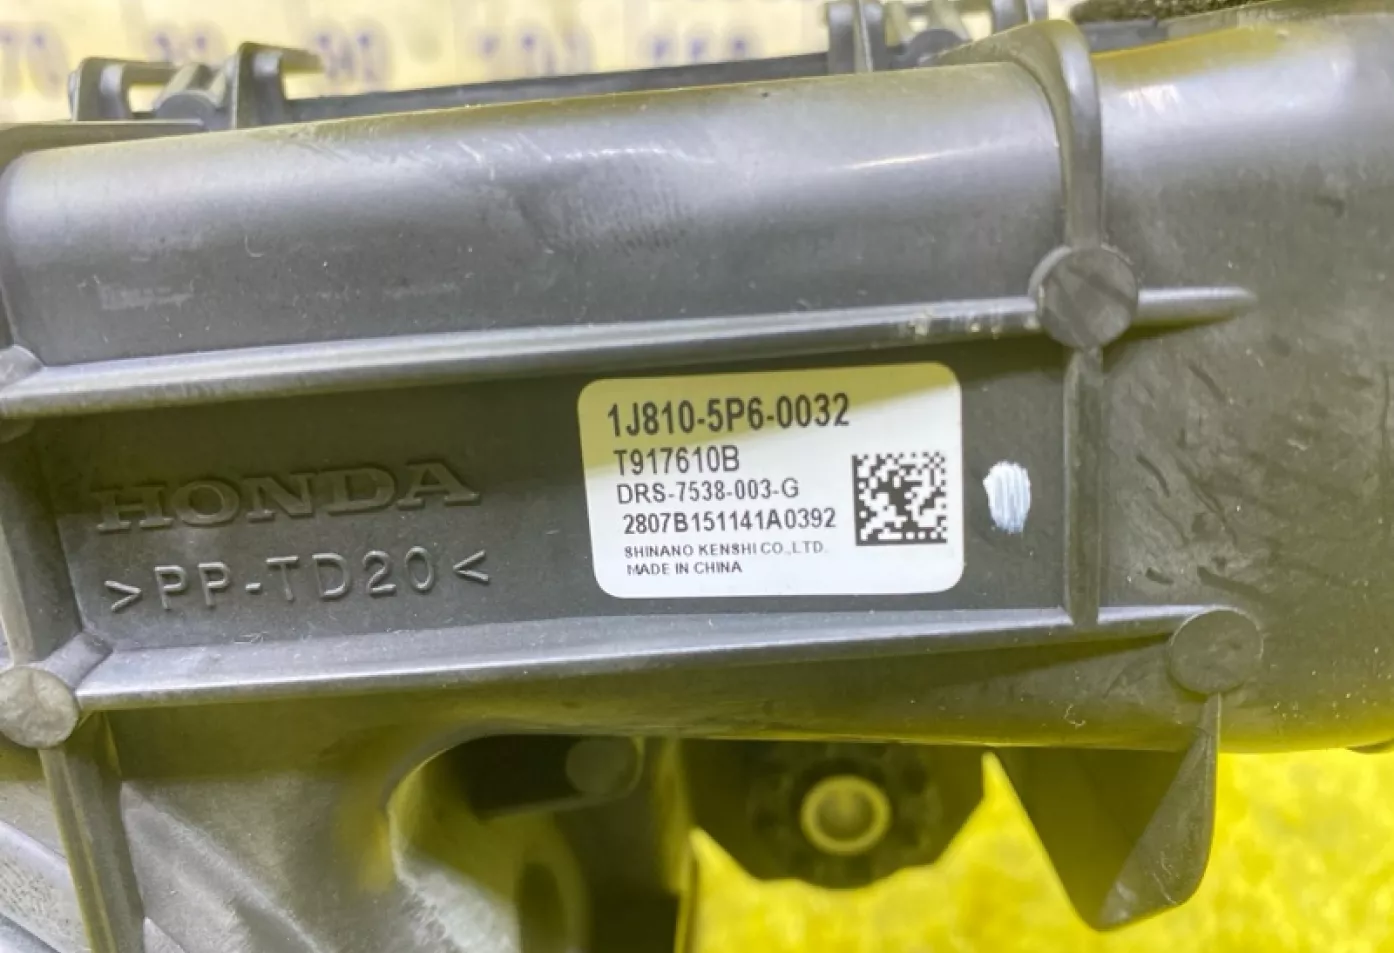 1J810-5P6-0032
T917610B
DRS-7538-003-G
2807B151141A0392
SHINANO KENSHI CO.,LTD.
MADE IN CHINA
HONDA
>PP-TD20<